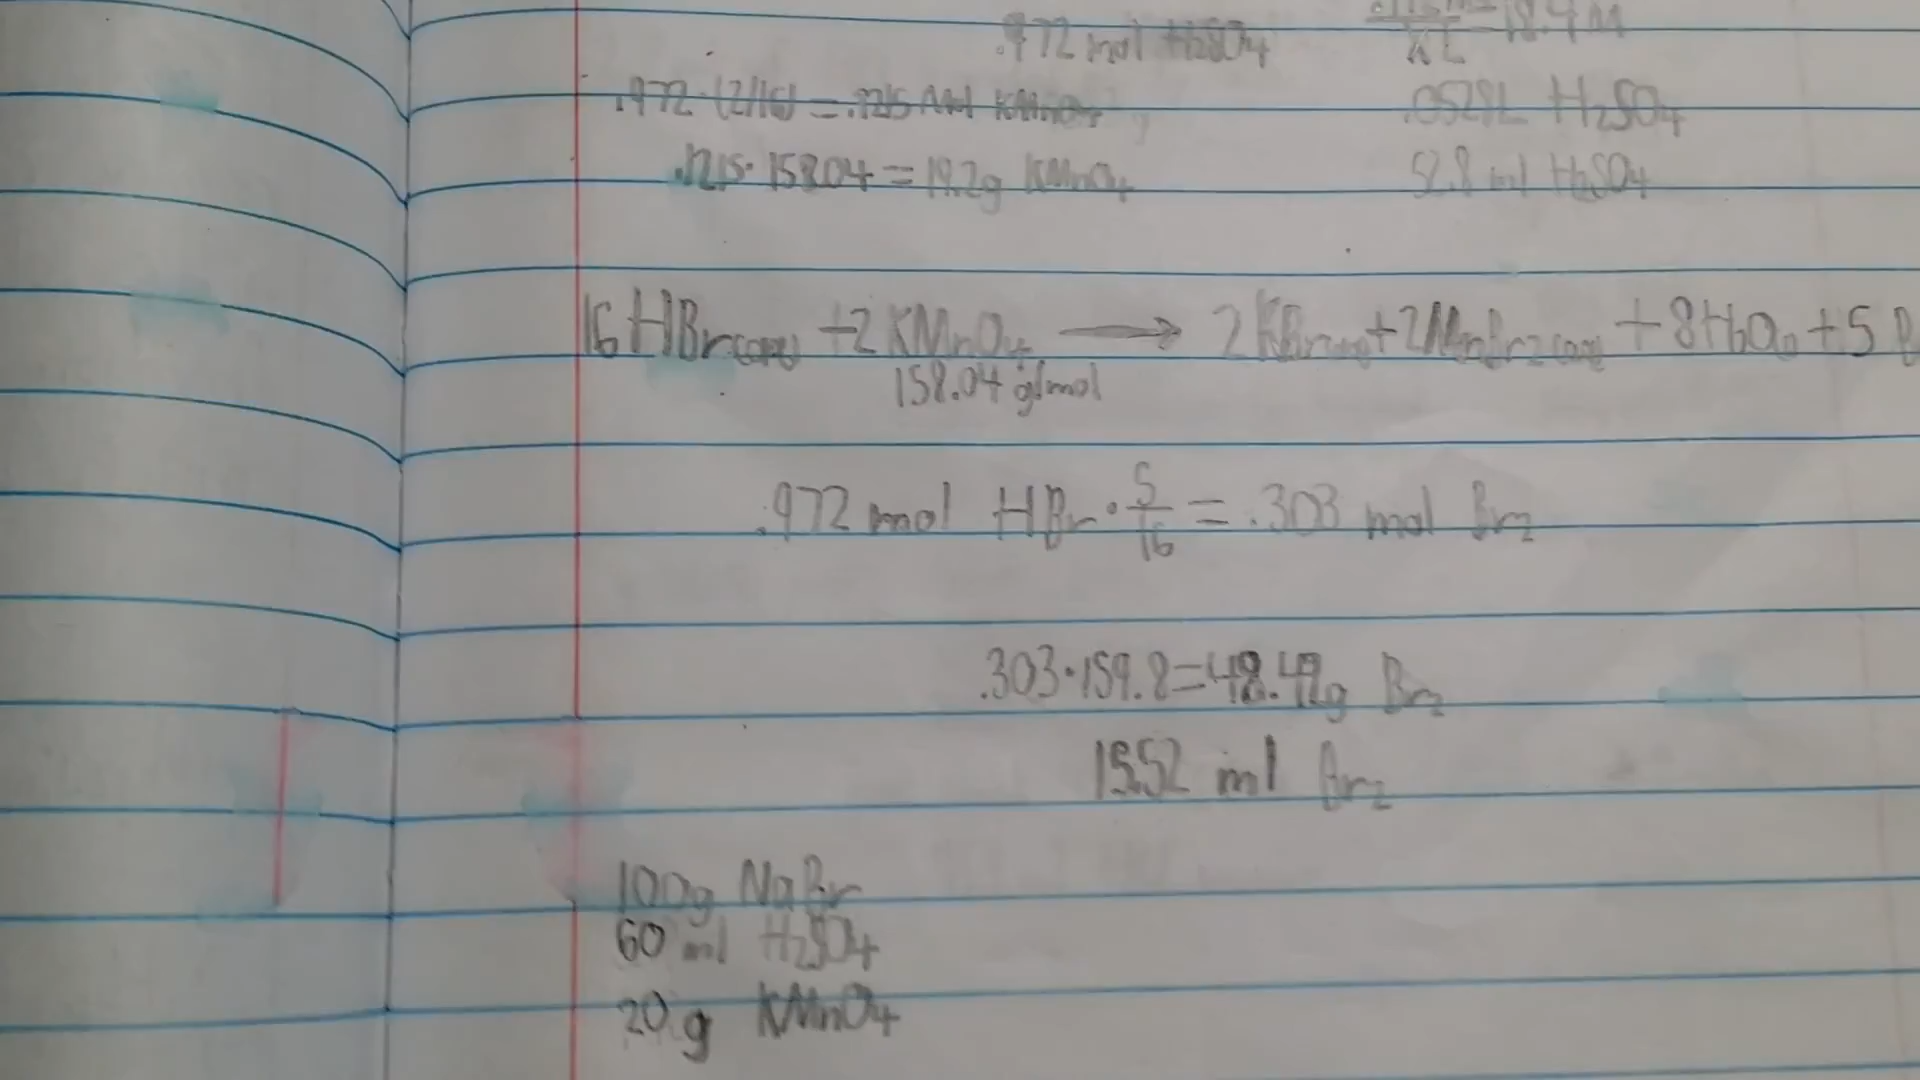 .972 mol H2SO4
18.4 M
.972·(2/16) = .1215 Mol KMnO4
.0528L H2SO4
.1215·158.04 = 19.2g KMnO4
52.8 ml H2SO4
16 HBr(aq) + 2 KMnO4 → 2 KBr(aq) + 2 MnBr2(aq) + 8 H2O(l) + 5 B
158.04 g/mol
.972 mol HBr · 5/16 = .303 mol Br2
.303·159.8=48.49g Br2
15.52 ml Br2
100g NaBr
60 ml H2SO4
20 g KMnO4